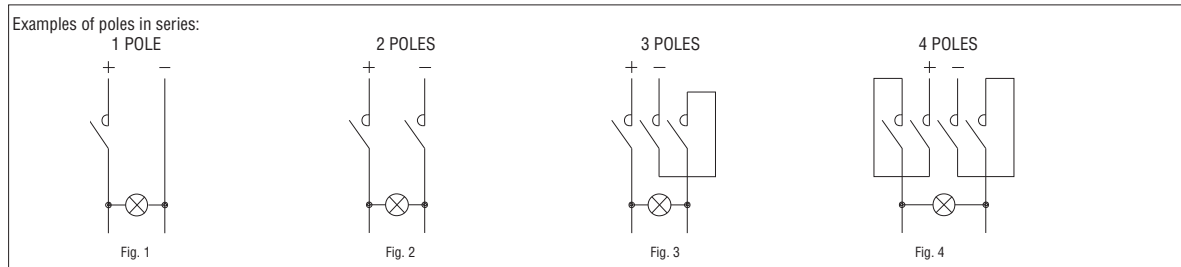 Examples of poles in series:
1 POLE 2 POLES 3 POLES 4 POLES
+ − + − + − + −
Fig. 1 Fig. 2 Fig. 3 Fig. 4